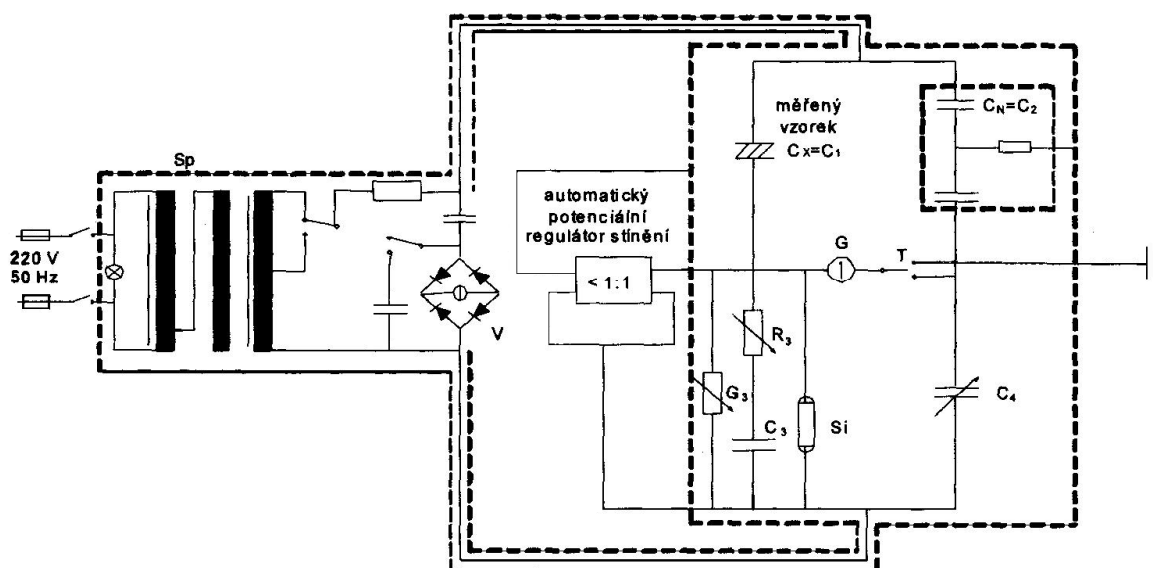 Sp
220 V
50 Hz
V
automatický
potenciální
regulátor stínění
< 1:1
měřený
vzorek
Cx=C1
CN=C2
G
T
R3
G3
C3
Si
C4